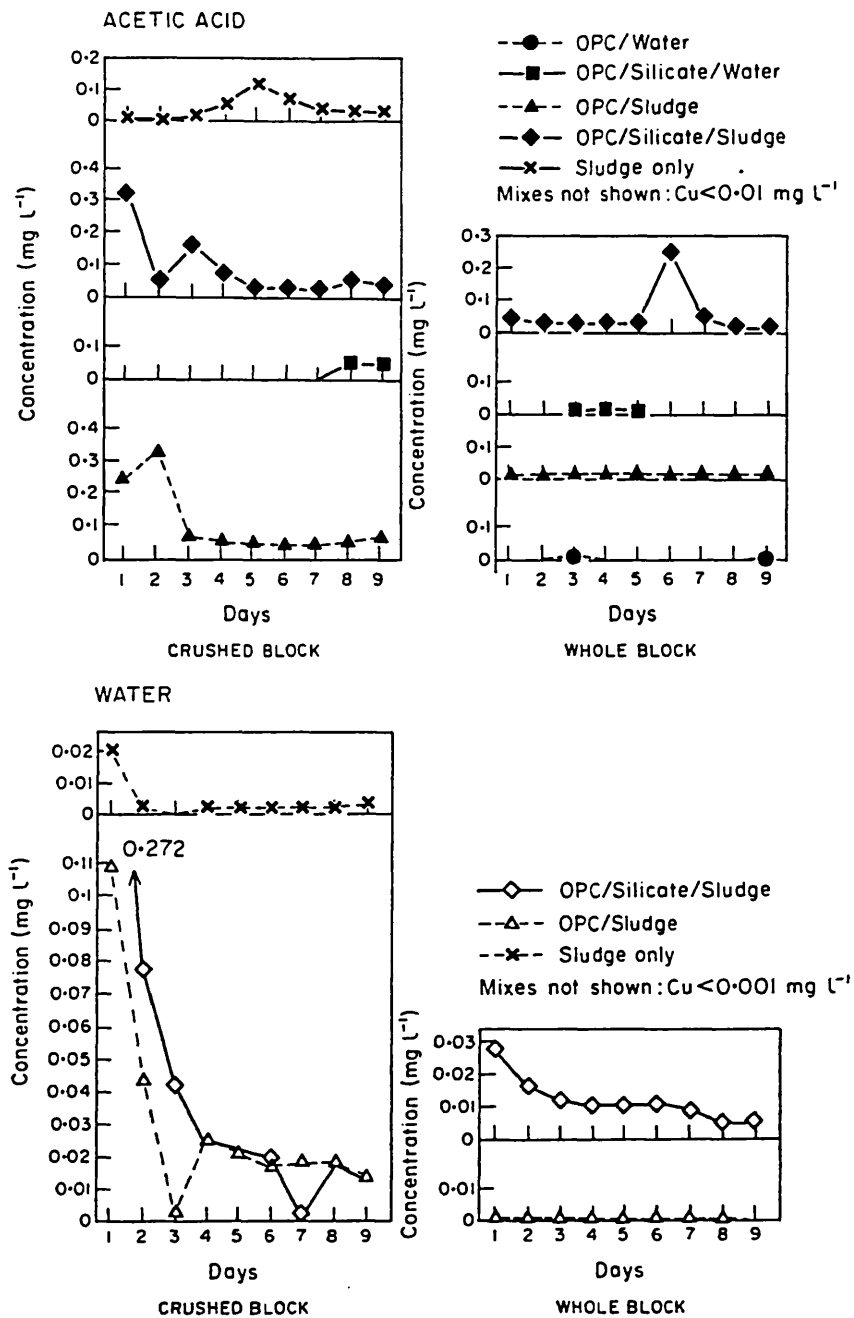 ACETIC ACID
0·2
0·1
0
0·4
0·3
0·2
0·1
0
0·1
0
0·4
0·3
0·2
0·1
0
Concentration (mg l⁻¹)
1 2 3 4 5 6 7 8 9
Days
CRUSHED BLOCK
OPC/Water
OPC/Silicate/Water
OPC/Sludge
OPC/Silicate/Sludge
Sludge only
Mixes not shown: Cu<0·01 mg l⁻¹
0·3
0·2
0·1
0
0·1
0
0·1
0
0·1
0
Concentration (mg l⁻¹)
1 2 3 4 5 6 7 8 9
Days
WHOLE BLOCK
WATER
0·02
0·01
0
0·272
0·11
0·1
0·09
0·08
0·07
0·06
0·05
0·04
0·03
0·02
0·01
0
Concentration (mg l⁻¹)
1 2 3 4 5 6 7 8 9
Days
CRUSHED BLOCK
OPC/Silicate/Sludge
OPC/Sludge
Sludge only
Mixes not shown: Cu<0·001 mg l⁻¹
0·03
0·02
0·01
0
0·01
0
Concentration (mg l⁻¹)
1 2 3 4 5 6 7 8 9
Days
WHOLE BLOCK